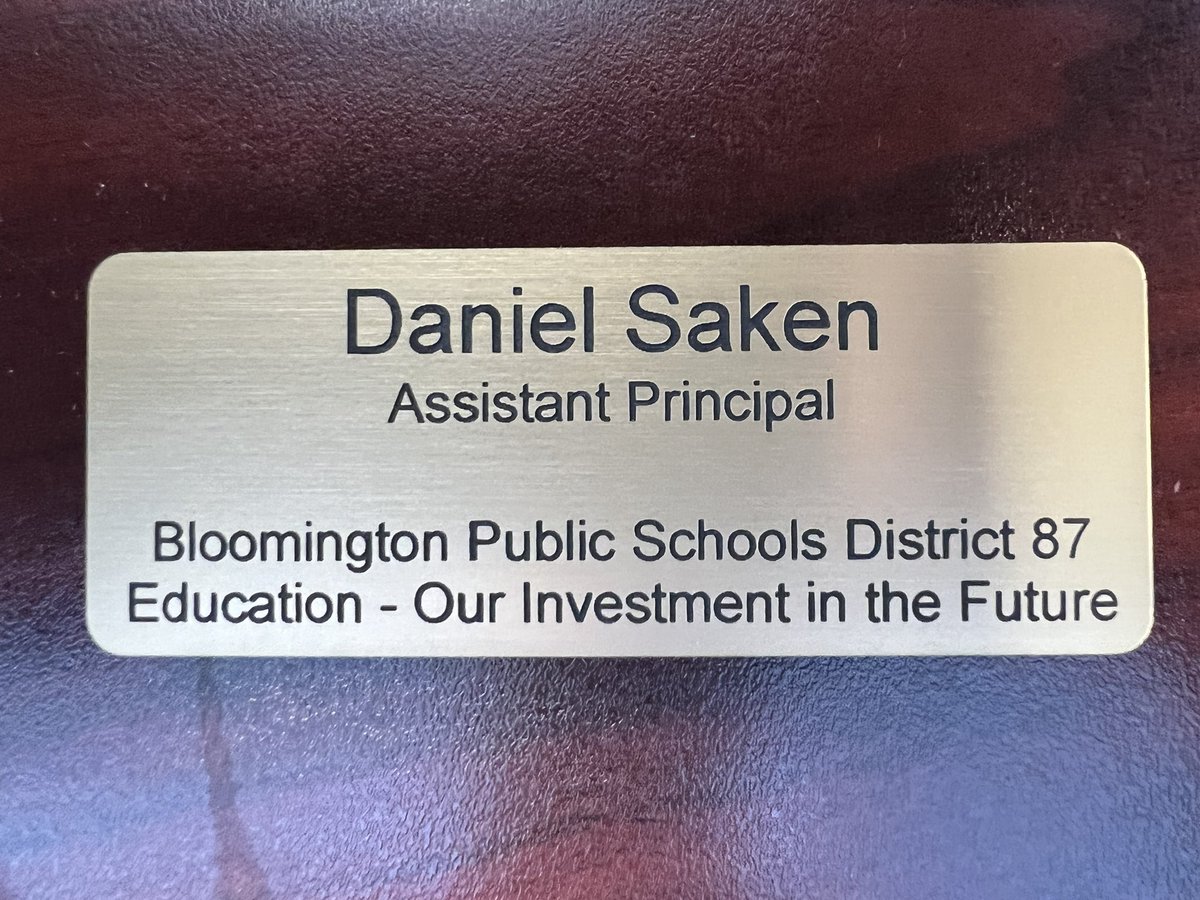 Daniel Saken
Assistant Principal
Bloomington Public Schools District 87
Education - Our Investment in the Future